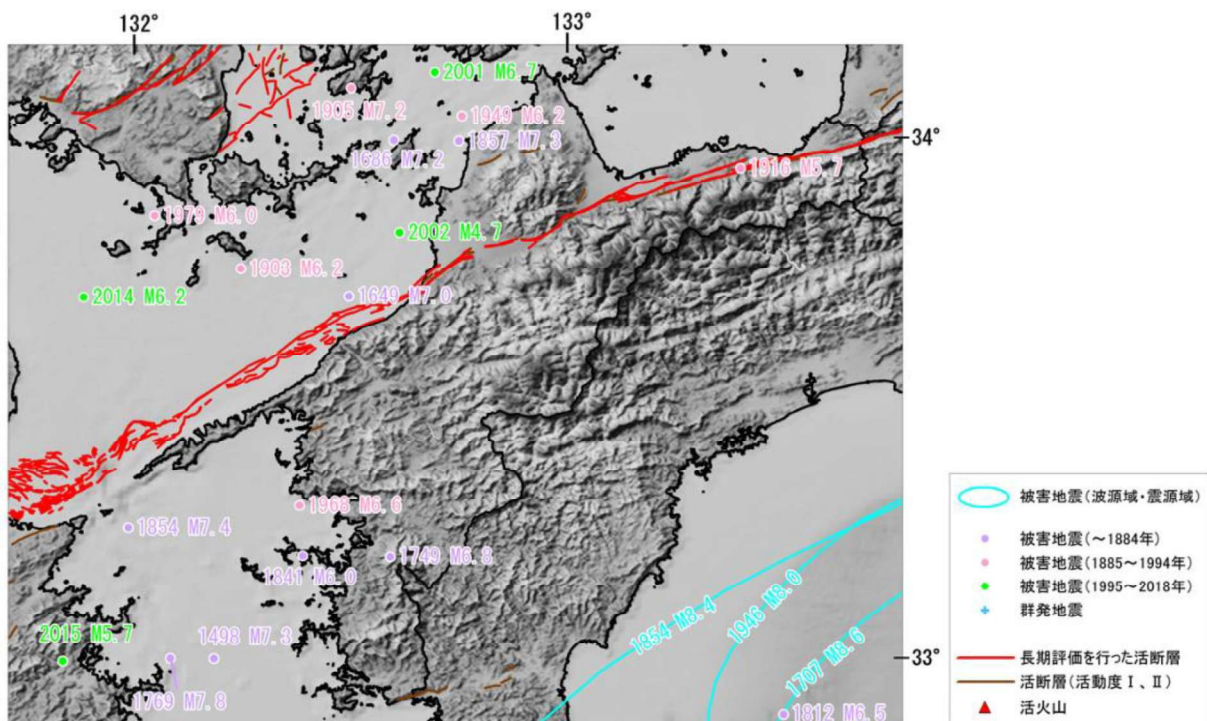 132°
133°
2001 M6.7
1905 M7.2
1949 M6.2
1686 M7.2
1857 M7.3
34°
1916 M5.7
1979 M6.0
2002 M4.7
1903 M6.2
2014 M6.2
1649 M7.0
1968 M6.6
1854 M7.4
1841 M6.0
1749 M6.8
2015 M5.7
1498 M7.3
1769 M7.8
1854 M8.4
1946 M8.0
1707 M8.6
33°
1812 M6.5
被害地震(波源域・震源域)
被害地震(~1884年)
被害地震(1885~1994年)
被害地震(1995~2018年)
群発地震
長期評価を行った活断層
活断層(活動度Ⅰ、Ⅱ)
活火山